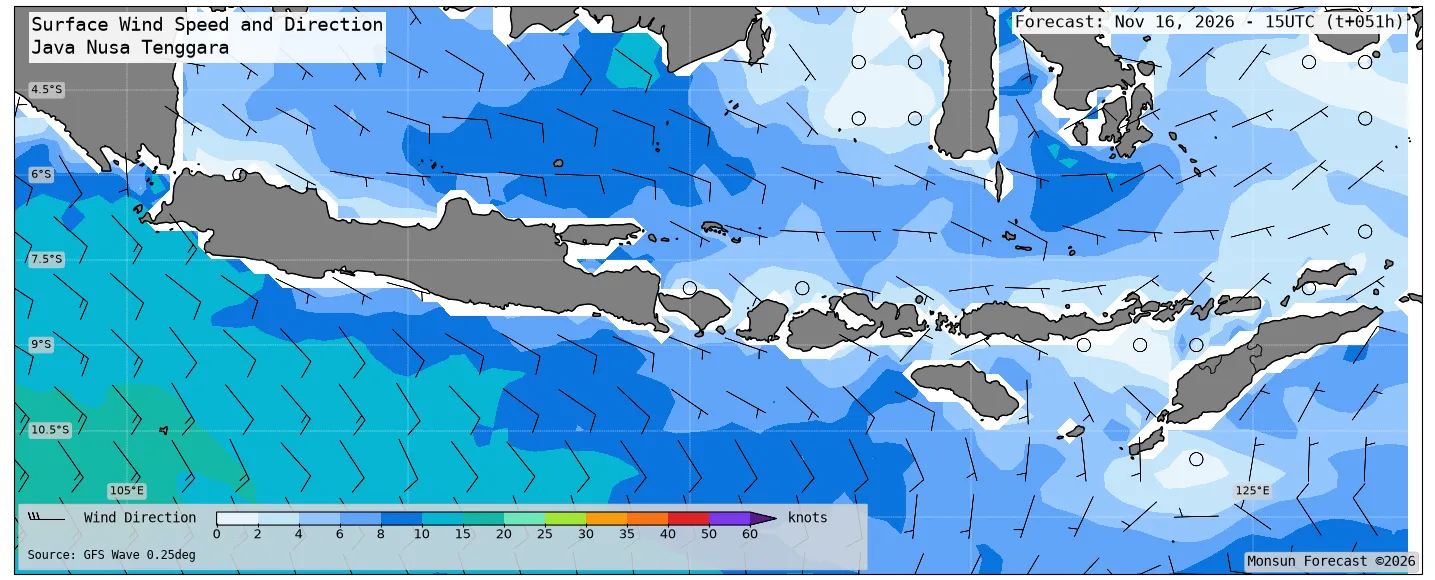 Surface Wind Speed and Direction
Java Nusa Tenggara
Forecast: Nov 16, 2026 - 15UTC (t+051h)
4.5°S
6°S
7.5°S
9°S
10.5°S
105°E
125°E
Wind Direction
0 2 4 6 8 10 15 20 25 30 35 40 50 60
knots
Source: GFS Wave 0.25deg
Monsun Forecast ©2026